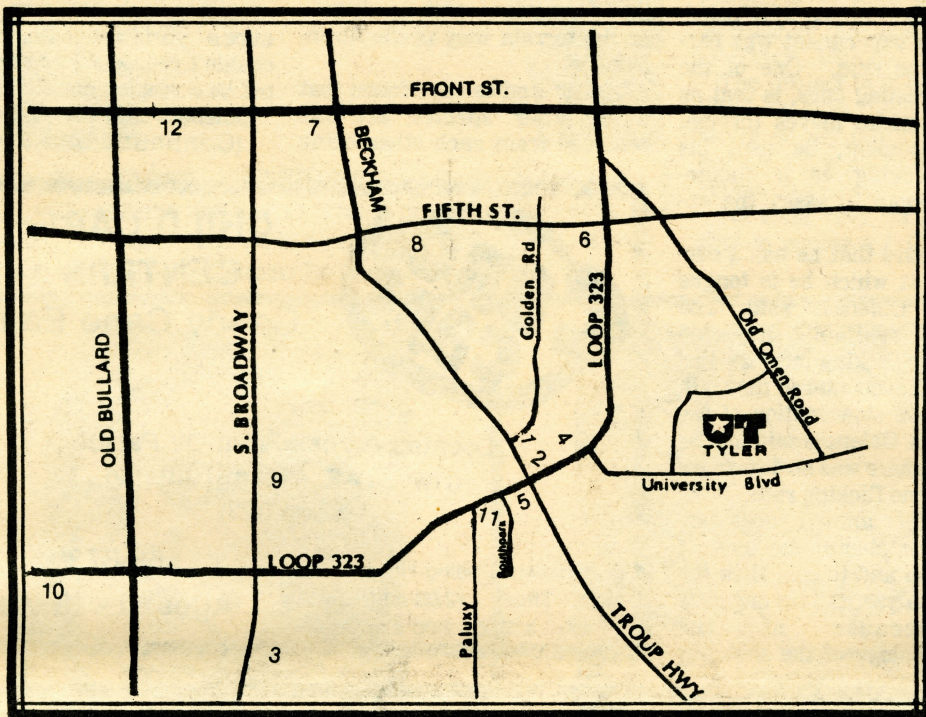 FRONT ST.
12
7
BECKHAM
FIFTH ST.
8
6
Golden Rd
LOOP 323
Old Omen Road
OLD BULLARD
S. BROADWAY
1
4
2
UT
TYLER
University Blvd
9
5
11
LOOP 323
10
Paluxy
TROUP HWY
3